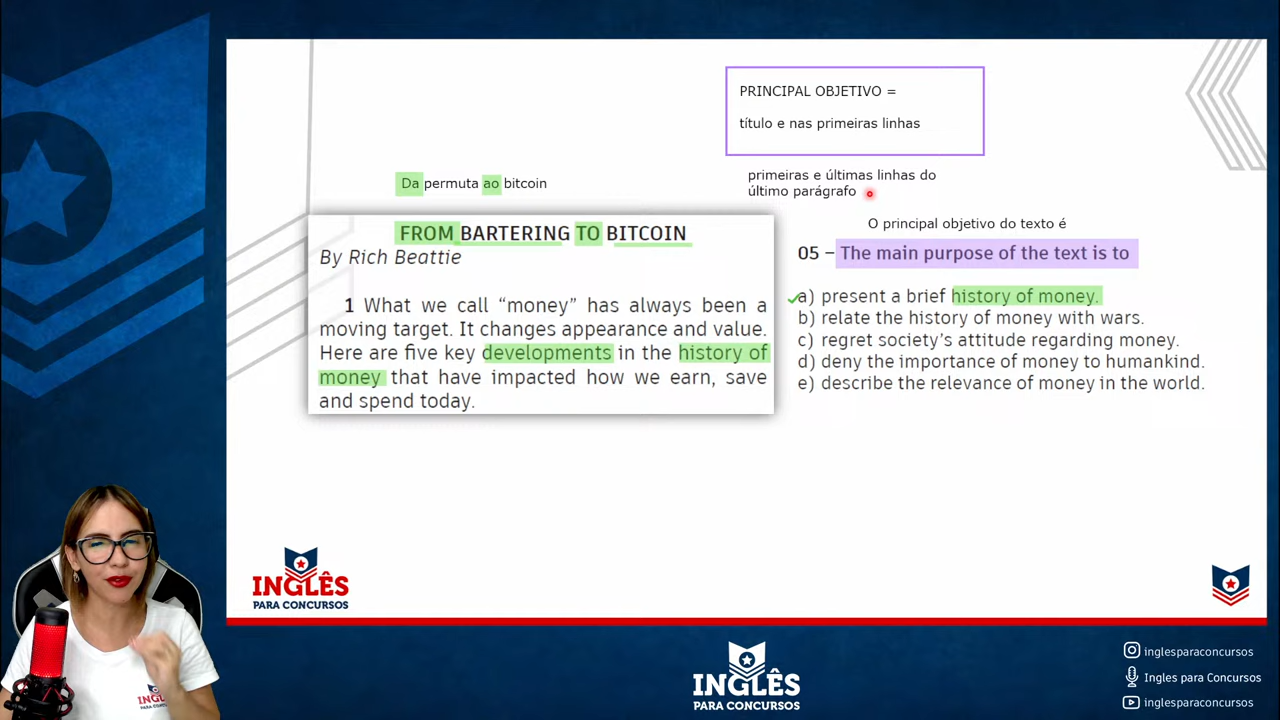 PRINCIPAL OBJETIVO =
título e nas primeiras linhas
primeiras e últimas linhas do
último parágrafo
Da permuta ao bitcoin
FROM BARTERING TO BITCOIN
By Rich Beattie
1 What we call “money” has always been a
moving target. It changes appearance and value.
Here are five key developments in the history of
money that have impacted how we earn, save
and spend today.
O principal objetivo do texto é
05 – The main purpose of the text is to
a) present a brief history of money.
b) relate the history of money with wars.
c) regret society’s attitude regarding money.
d) deny the importance of money to humankind.
e) describe the relevance of money in the world.
INGLÊS
PARA CONCURSOS
INGLÊS
PARA CONCURSOS
inglesparaconcursos
Ingles para Concursos
inglesparaconcursos